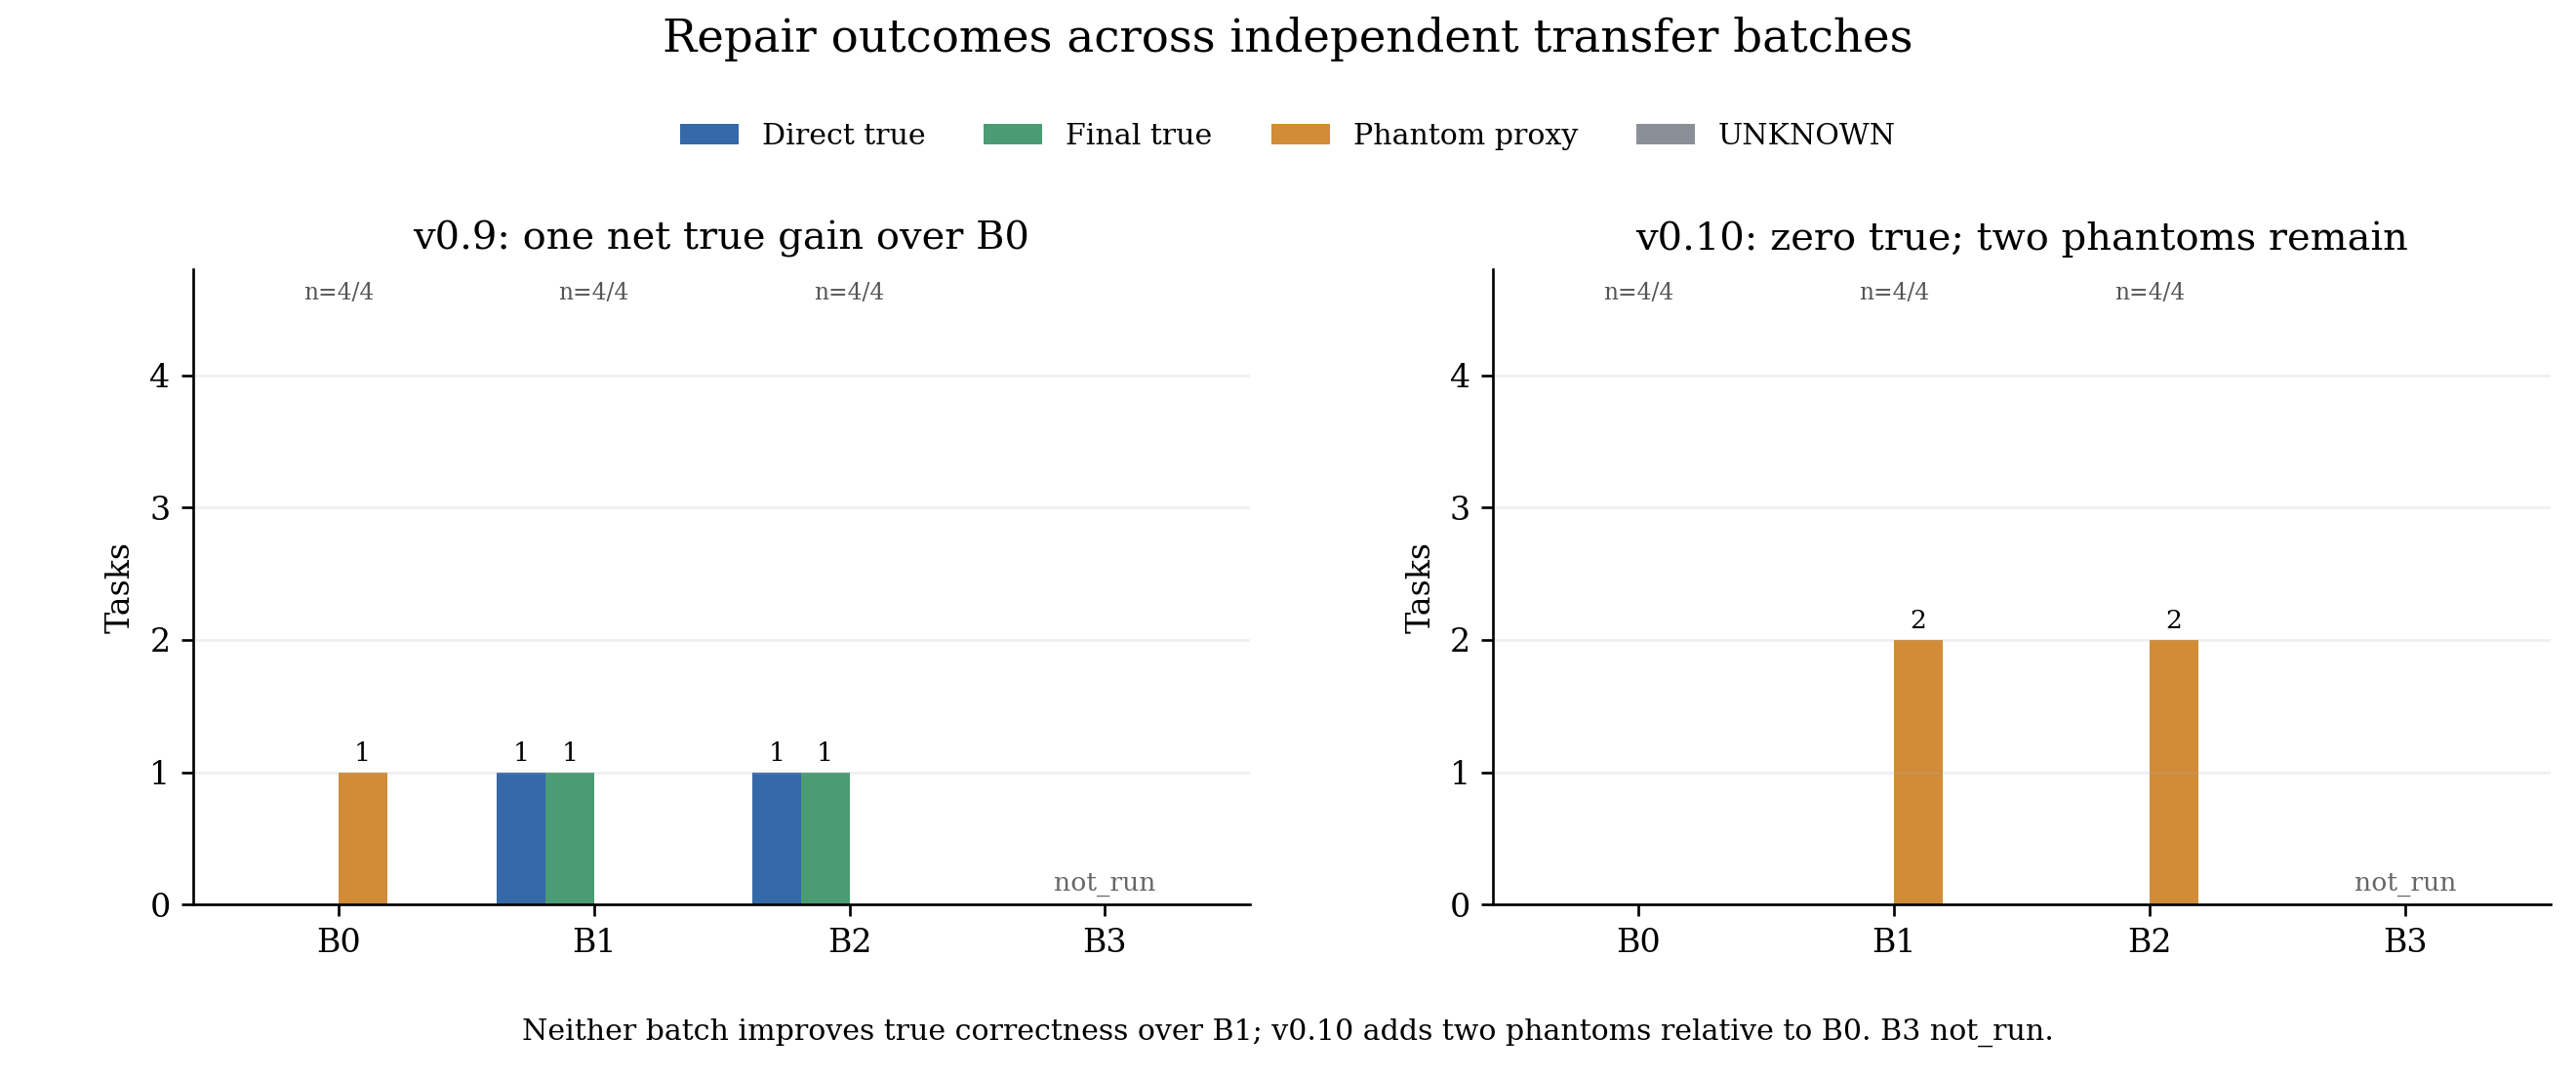 Repair outcomes across independent transfer batches
Direct true Final true Phantom proxy UNKNOWN
v0.9: one net true gain over B0
n=4/4 n=4/4 n=4/4
4
3
2
1
0
Tasks
1 1 1 1 1
not_run
B0 B1 B2 B3
v0.10: zero true; two phantoms remain
n=4/4 n=4/4 n=4/4
4
3
2
1
0
Tasks
2 2
not_run
B0 B1 B2 B3
Neither batch improves true correctness over B1; v0.10 adds two phantoms relative to B0. B3 not_run.